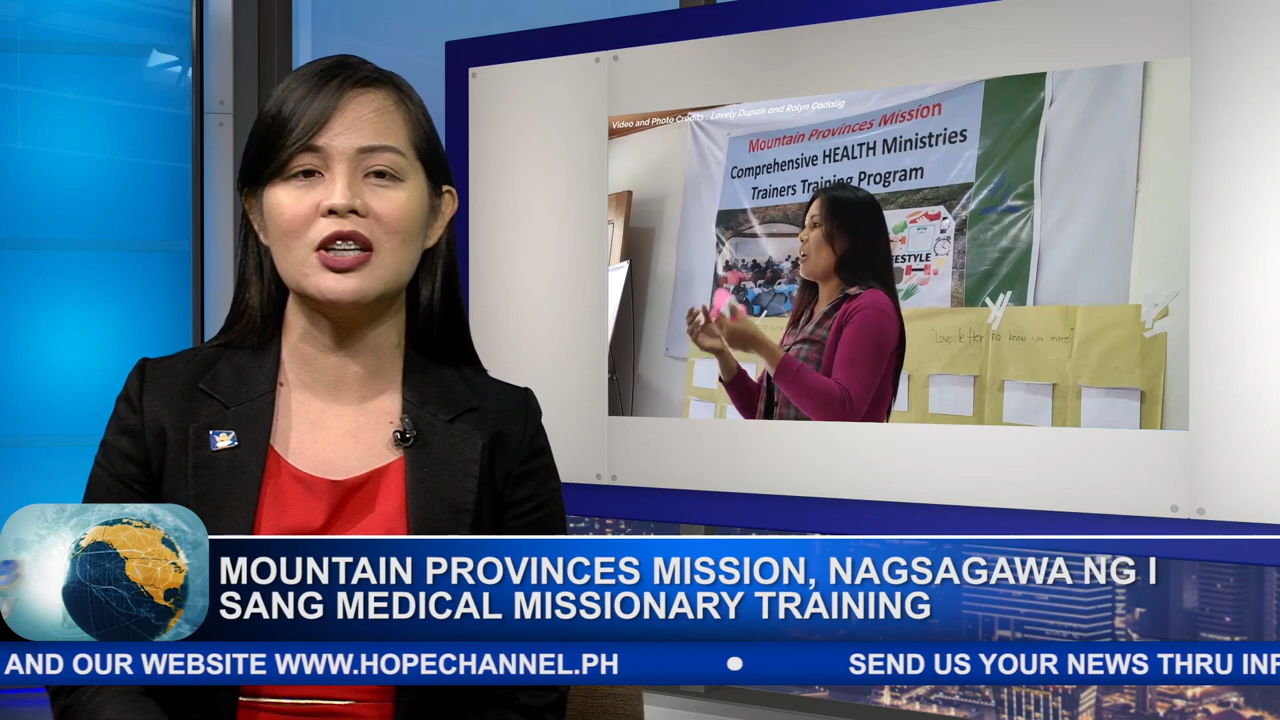 Video and Photo Credits : Lovely Dupais and Rolyn Cadalig
Mountain Provinces Mission
Comprehensive HEALTH Ministries
Trainers Training Program
ESTYLE
"Love letter to know you more"
MOUNTAIN PROVINCES MISSION, NAGSAGAWA NG I
SANG MEDICAL MISSIONARY TRAINING
AND OUR WEBSITE WWW.HOPECHANNEL.PH • SEND US YOUR NEWS THRU INF